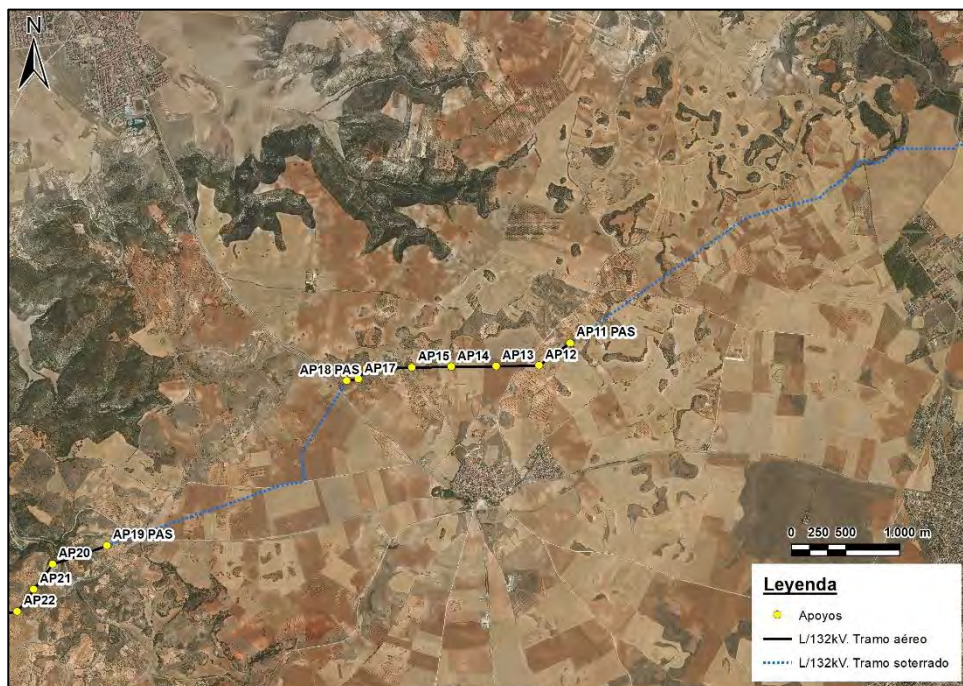 N
AP11 PAS
AP12
AP13
AP14
AP15
AP17
AP18 PAS
AP19 PAS
AP20
AP21
AP22
0 250 500 1.000 m
Leyenda
Apoyos
L/132kV. Tramo aéreo
L/132kV. Tramo soterrado